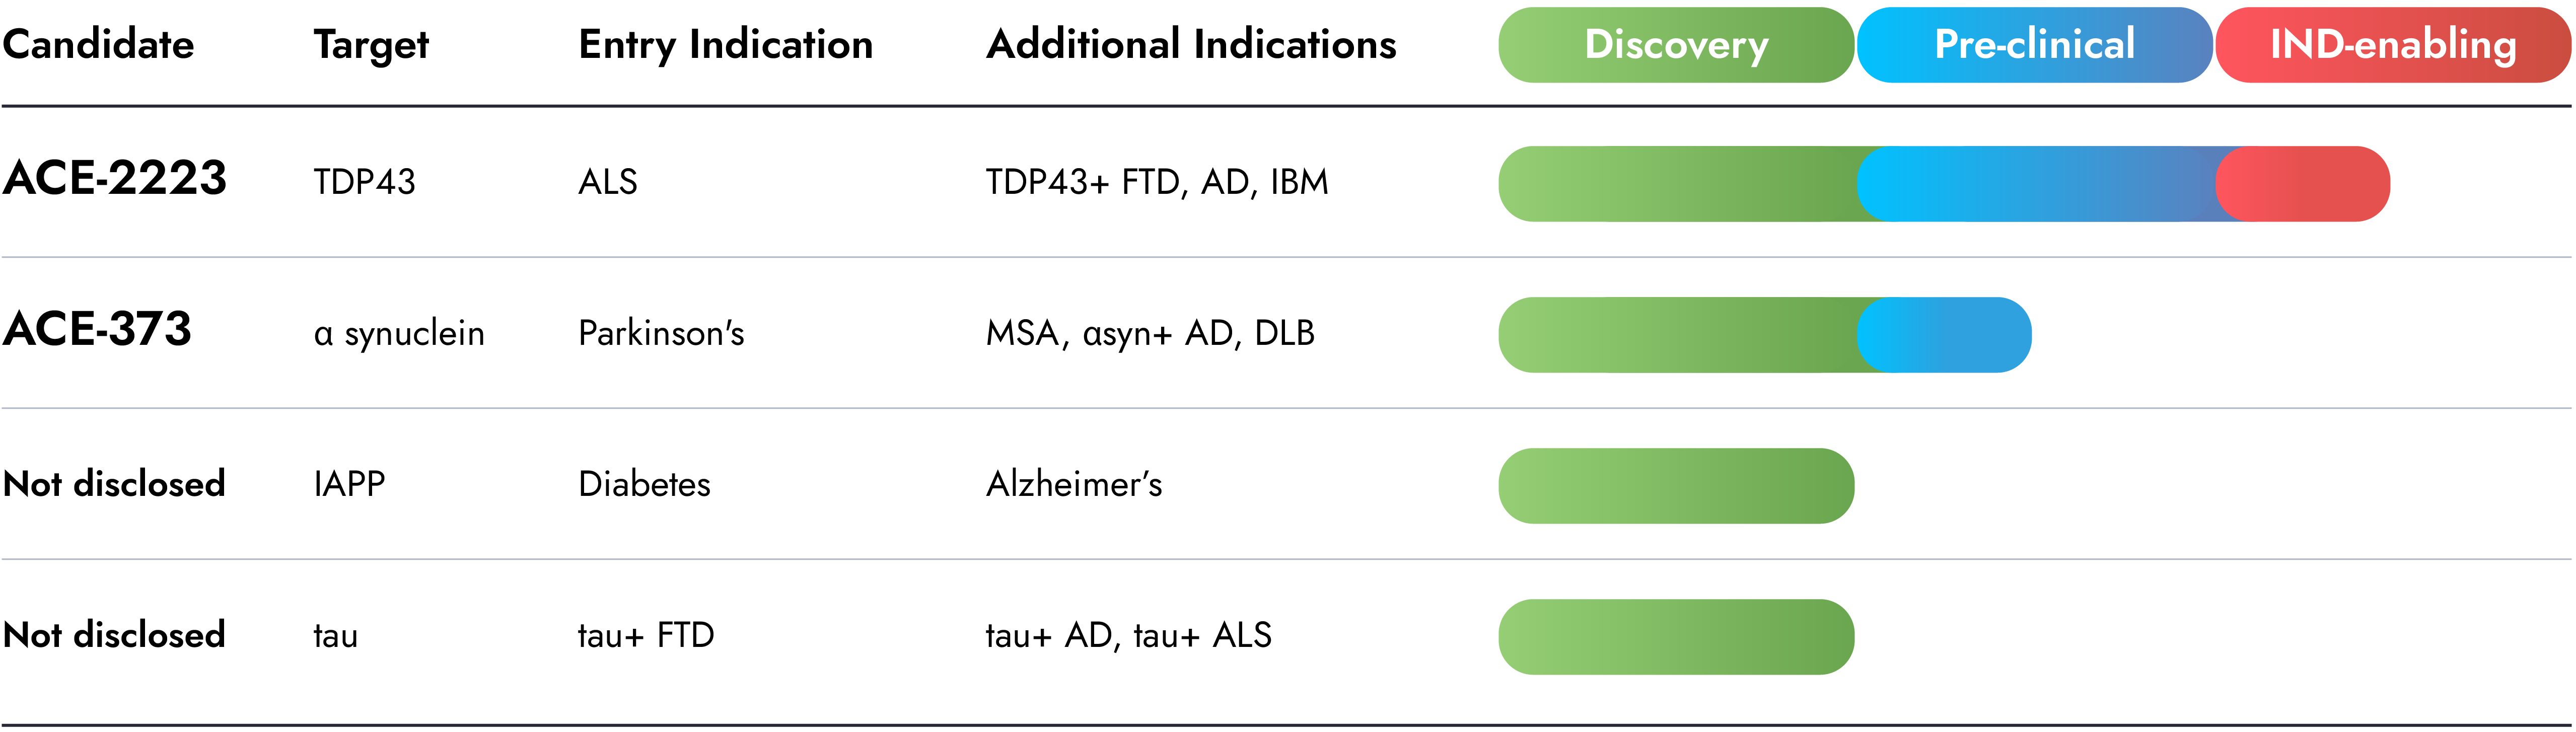 Candidate Target Entry Indication Additional Indications Discovery Pre-clinical IND-enabling
ACE-2223 TDP43 ALS TDP43+ FTD, AD, IBM
ACE-373 α synuclein Parkinson's MSA, αsyn+ AD, DLB
Not disclosed IAPP Diabetes Alzheimer’s
Not disclosed tau tau+ FTD tau+ AD, tau+ ALS